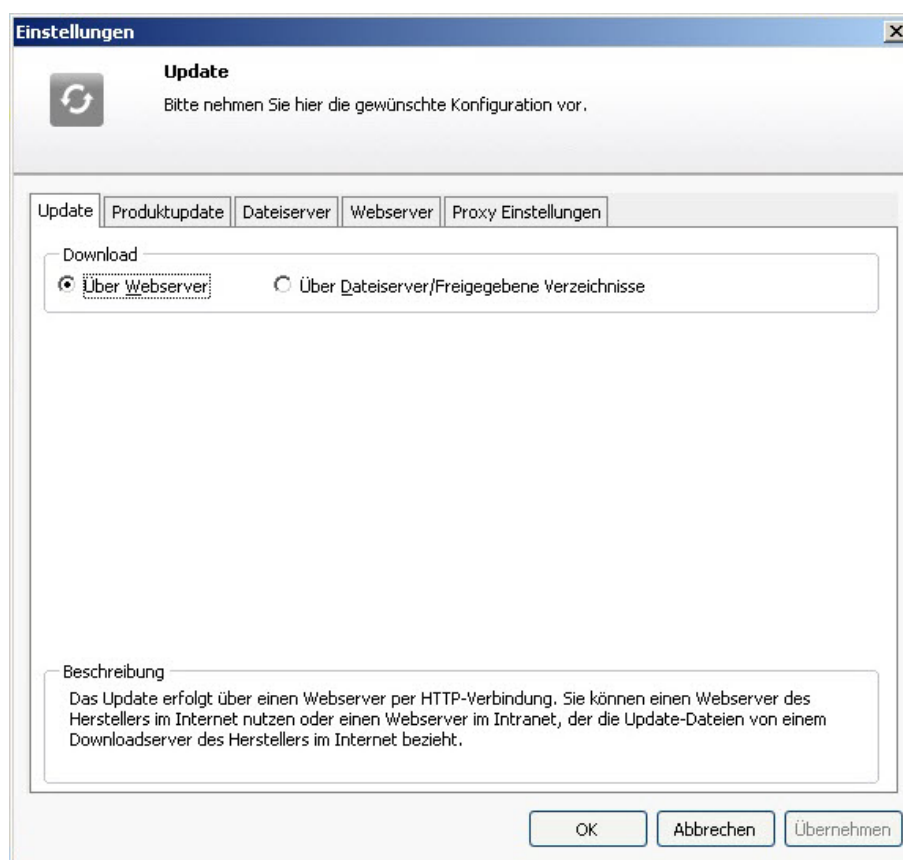 Einstellungen
Update
Bitte nehmen Sie hier die gewünschte Konfiguration vor.
Update Produktupdate Dateiserver Webserver Proxy Einstellungen
Download
Über Webserver Über Dateiserver/Freigegebene Verzeichnisse
Beschreibung
Das Update erfolgt über einen Webserver per HTTP-Verbindung. Sie können einen Webserver des
Herstellers im Internet nutzen oder einen Webserver im Intranet, der die Update-Dateien von einem
Downloadserver des Herstellers im Internet bezieht.
OK Abbrechen Übernehmen